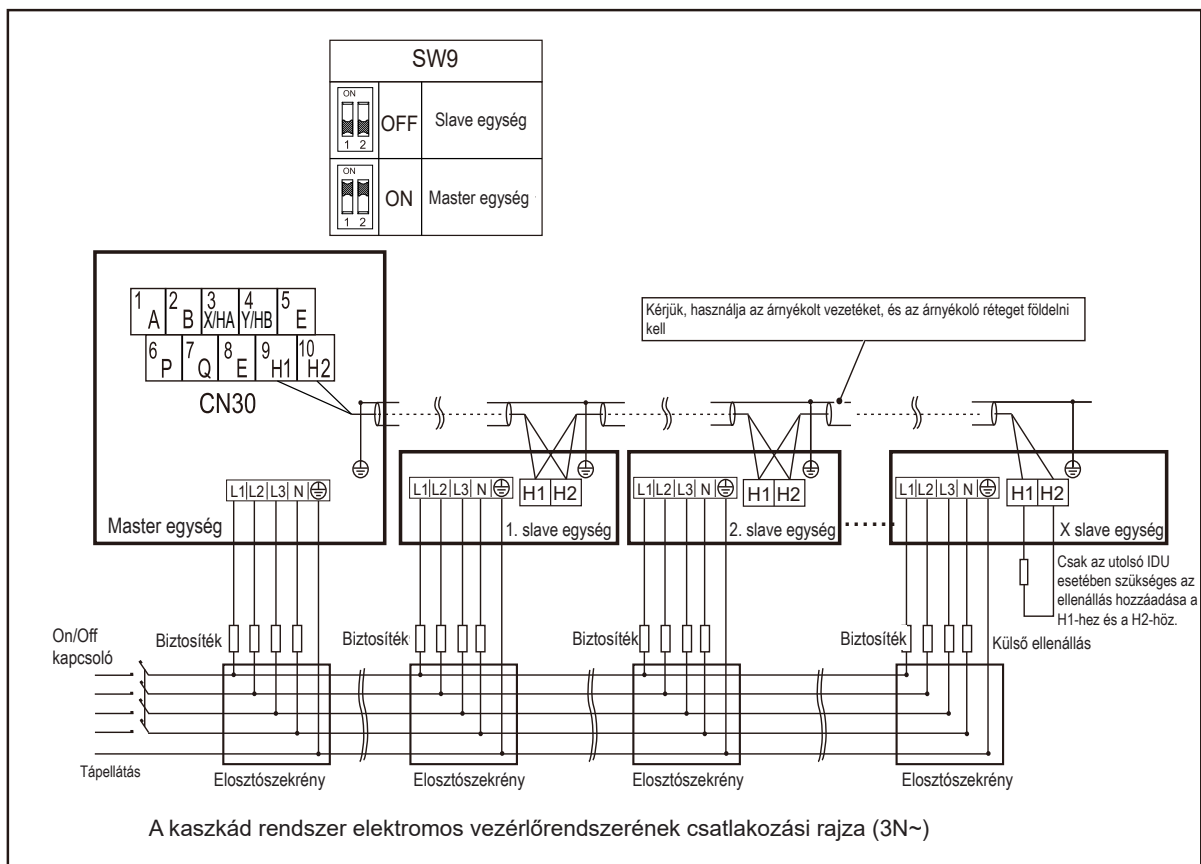 SW9
ON
1 2
OFF
Slave egység
ON
1 2
ON
Master egység
1 A
2 B
3 X/HA
4 Y/HB
5 E
6 P
7 Q
8 E
9 H1
10 H2
CN30
Kérjük, használja az árnyékolt vezetéket, és az árnyékoló réteget földelni
kell
L1 L2 L3 N
Master egység
L1 L2 L3 N
H1 H2
1. slave egység
L1 L2 L3 N
H1 H2
2. slave egység
L1 L2 L3 N
H1 H2
X slave egység
Csak az utolsó IDU
esetében szükséges az
ellenállás hozzáadása a
H1-hez és a H2-höz.
On/Off
kapcsoló
Biztosíték
Biztosíték
Biztosíték
Biztosíték
Külső ellenállás
Tápellátás
Elosztószekrény
Elosztószekrény
Elosztószekrény
Elosztószekrény
A kaszkád rendszer elektromos vezérlőrendszerének csatlakozási rajza (3N~)